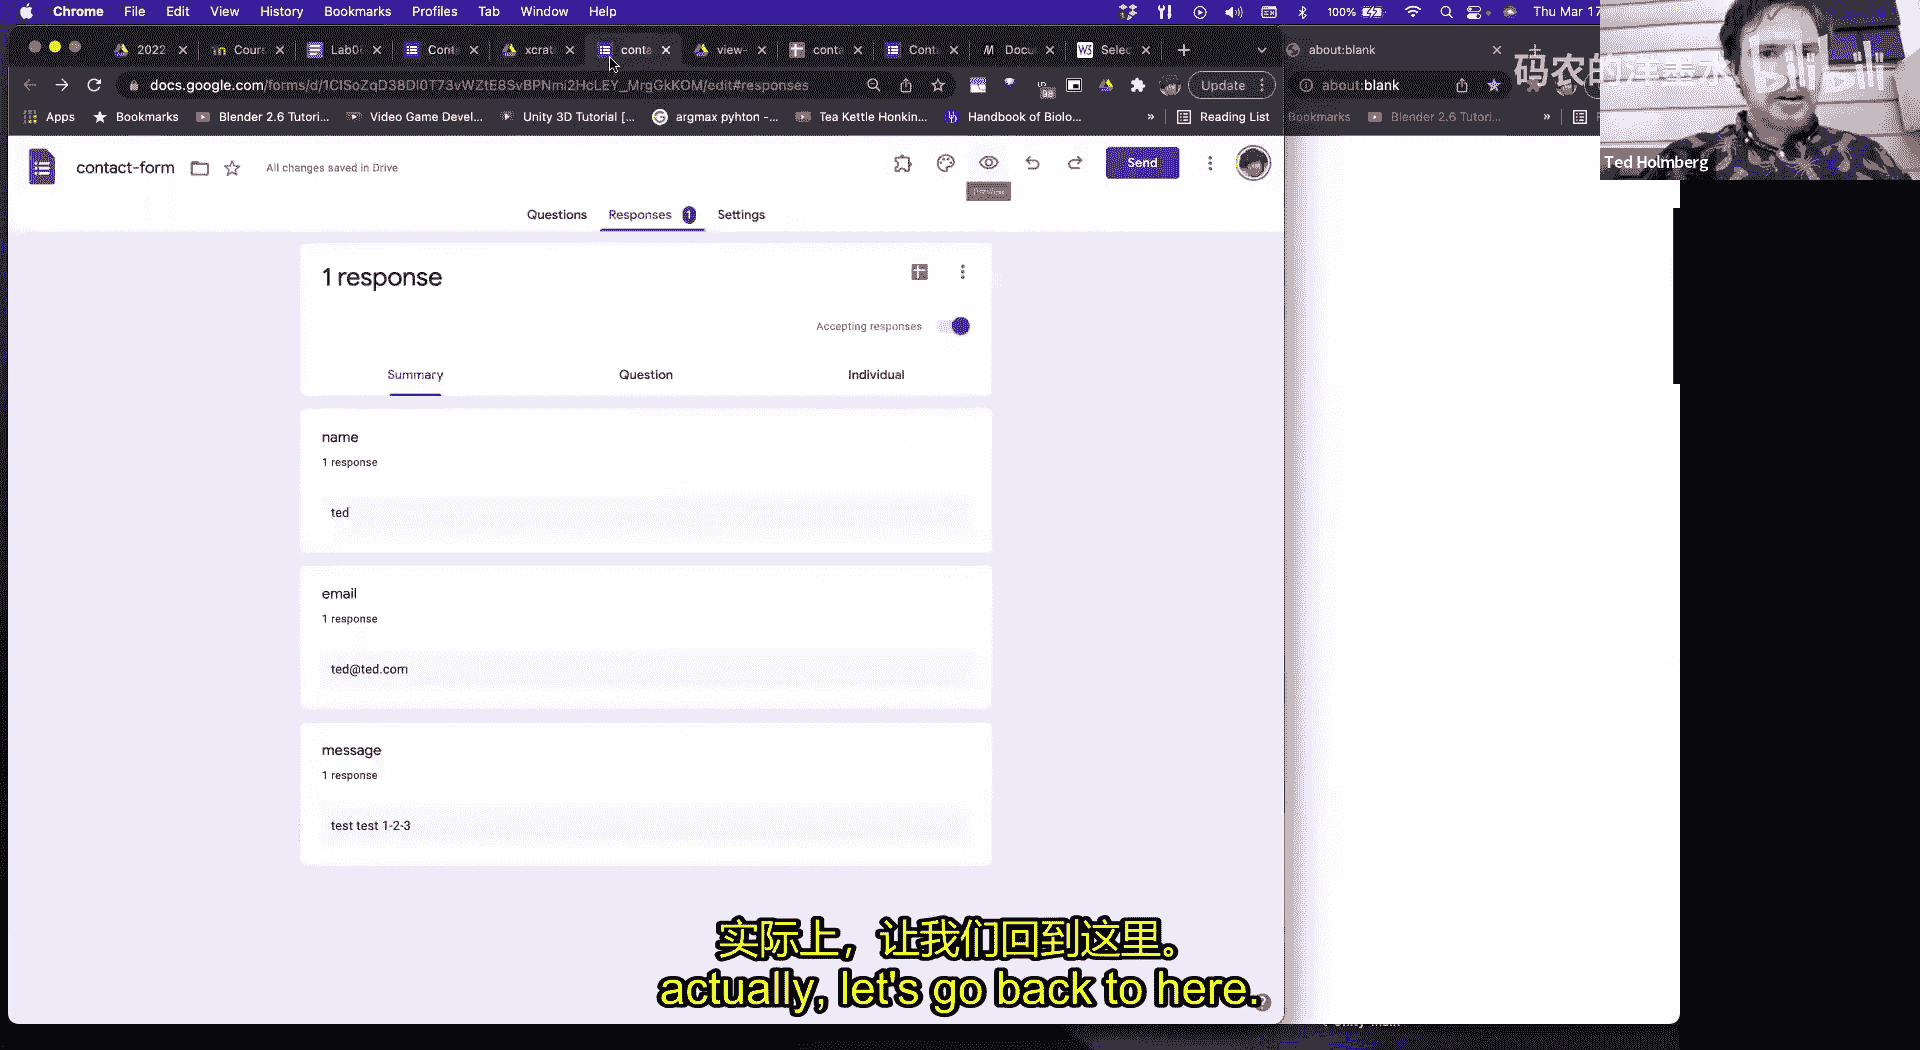 Chrome File Edit View History Bookmarks Profiles Tab Window Help 100% Thu Mar 17
2022 Cour Lab0 Cont xcrat conta view- conta Conta Docu Selec about:blank
docs.google.com/forms/d/1ClSoZqD38Dl0T73vWZtE8SvBPNmi2HcLEY_MrgGkKOM/edit#responses Update about:blank
Apps Bookmarks Blender 2.6 Tutori... Video Game Devel... Unity 3D Tutorial [... argmax pyhton -... Tea Kettle Honkin... Handbook of Biolo... » Reading List Bookmarks Blender 2.6 Tutori... »
码农的洋墨水 bilibili
Ted Holmberg
contact-form All changes saved in Drive Send
Questions Responses 1 Settings
1 response
Accepting responses
Summary Question Individual
name
1 response
ted
email
1 response
ted@ted.com
message
1 response
test test 1-2-3
实际上，让我们回到这里。
actually, let's go back to here.